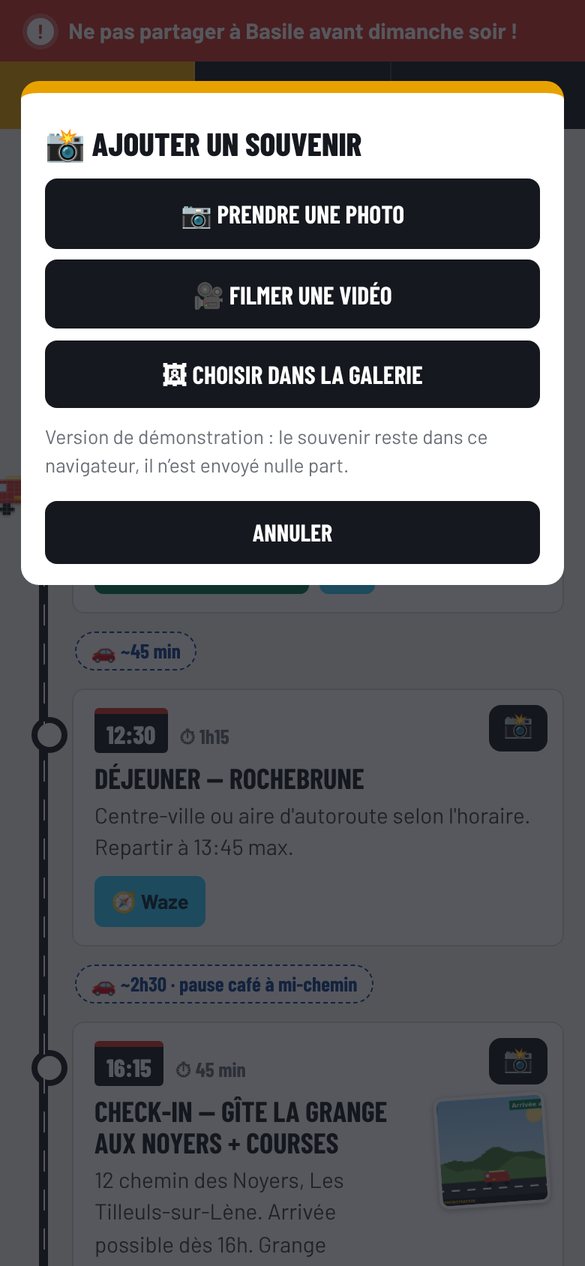 ! Ne pas partager à Basile avant dimanche soir !
📸 AJOUTER UN SOUVENIR
📷 PRENDRE UNE PHOTO
🎥 FILMER UNE VIDÉO
🖼 CHOISIR DANS LA GALERIE
Version de démonstration : le souvenir reste dans ce
navigateur, il n’est envoyé nulle part.
ANNULER
🚗 ~45 min
12:30 ⏱ 1h15 📸
DÉJEUNER — ROCHEBRUNE
Centre-ville ou aire d'autoroute selon l'horaire.
Repartir à 13:45 max.
🧭 Waze
🚗 ~2h30 · pause café à mi-chemin
16:15 ⏱ 45 min 📸
CHECK-IN — GÎTE LA GRANGE
AUX NOYERS + COURSES
Arrivée
12 chemin des Noyers, Les
Tilleuls-sur-Lène. Arrivée
possible dès 16h. Grange